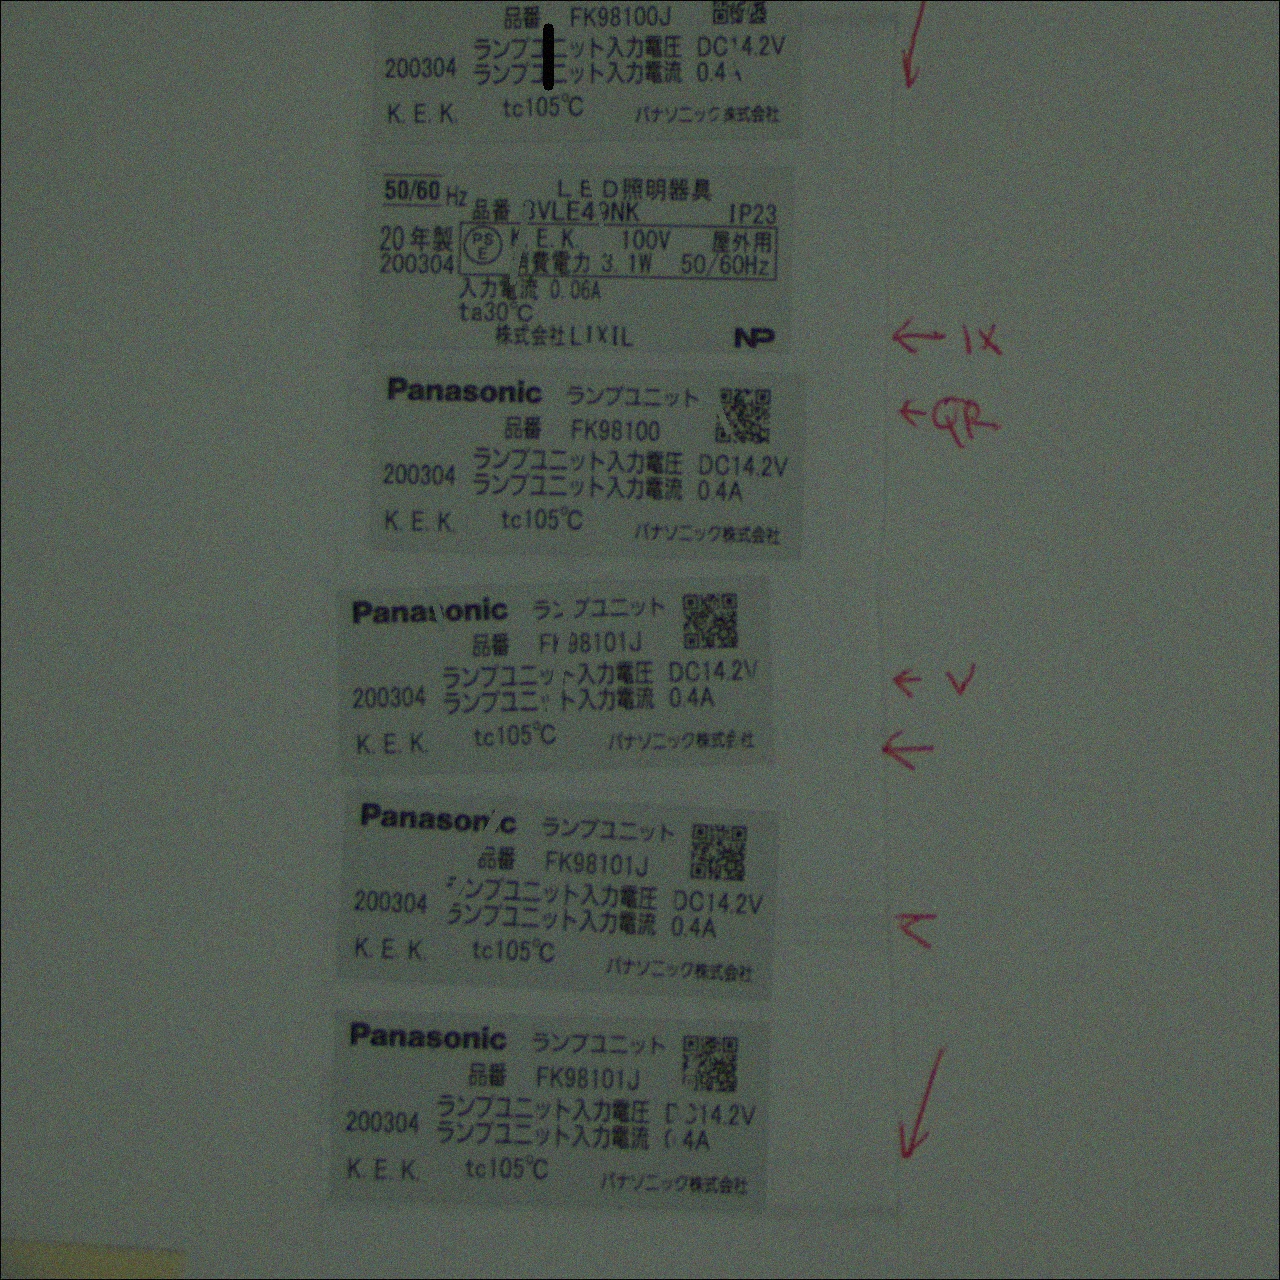 品番 FK98100J
ランプユニット入力電圧 DC14.2V
200304 ランプユニット入力電流 0.4
K.E.K. tc105℃ パナソニック株式会社
50/60 Hz LED照明器具
品番 VLE49NK IP23
20年製 PSE K.E.K. 100V 屋外用
200304 消費電力 3.1W 50/60Hz
入力電流 0.06A
ta30℃
株式会社LIXIL NP
← IX
Panasonic ランプユニット
← QR
品番 FK98100
ランプユニット入力電圧 DC14.2V
200304 ランプユニット入力電流 0.4A
K.E.K. tc105℃ パナソニック株式会社
Panasonic ランプユニット
品番 FK98101J
ランプユニット入力電圧 DC14.2V
← V
200304 ランプユニット入力電流 0.4A
K.E.K. tc105℃ パナソニック株式会社
Panasonic ランプユニット
品番 FK98101J
ランプユニット入力電圧 DC14.2V
200304 ランプユニット入力電流 0.4A
K.E.K. tc105℃ パナソニック株式会社
Panasonic ランプユニット
品番 FK98101J
ランプユニット入力電圧 DC14.2V
200304 ランプユニット入力電流 0.4A
K.E.K. tc105℃ パナソニック株式会社